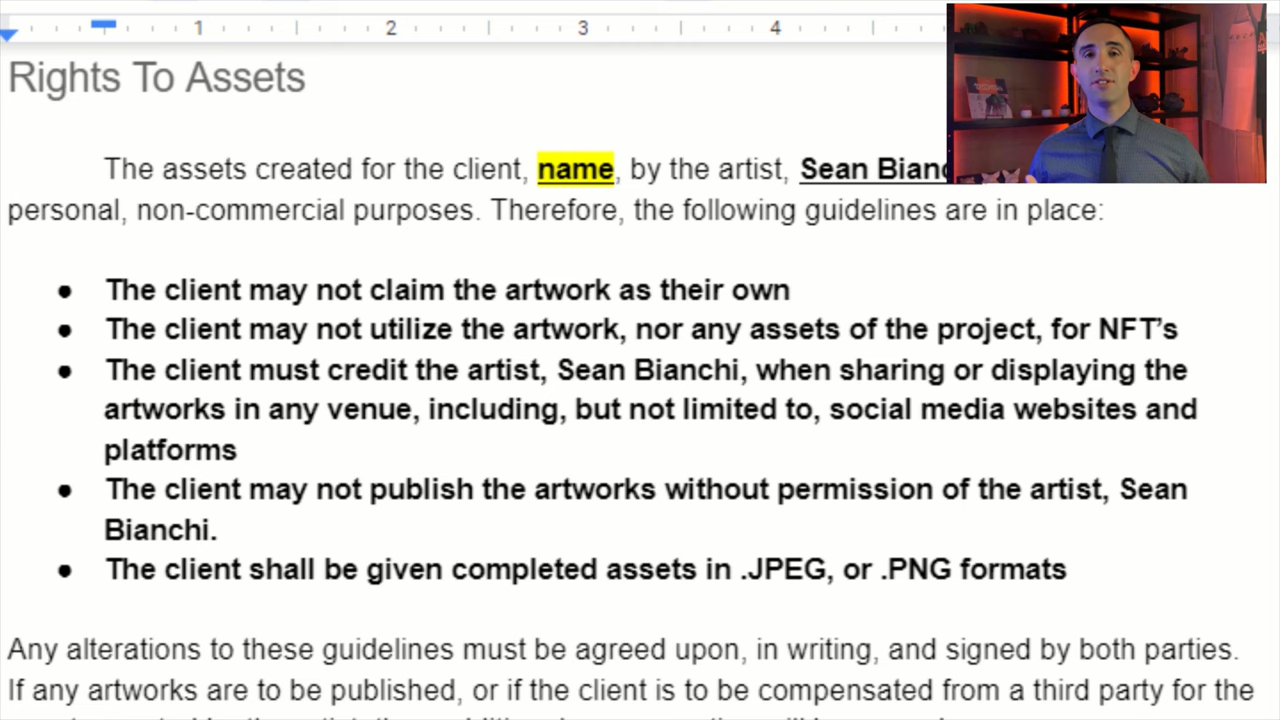 1 2 3 4
Rights To Assets
The assets created for the client, name, by the artist, Sean
personal, non-commercial purposes. Therefore, the following guidelines are in place:
● The client may not claim the artwork as their own
● The client may not utilize the artwork, nor any assets of the project, for NFT's
● The client must credit the artist, Sean Bianchi, when sharing or displaying the
artworks in any venue, including, but not limited to, social media websites and
platforms
● The client may not publish the artworks without permission of the artist, Sean
Bianchi.
● The client shall be given completed assets in .JPEG, or .PNG formats
Any alterations to these guidelines must be agreed upon, in writing, and signed by both parties.
If any artworks are to be published, or if the client is to be compensated from a third party for the